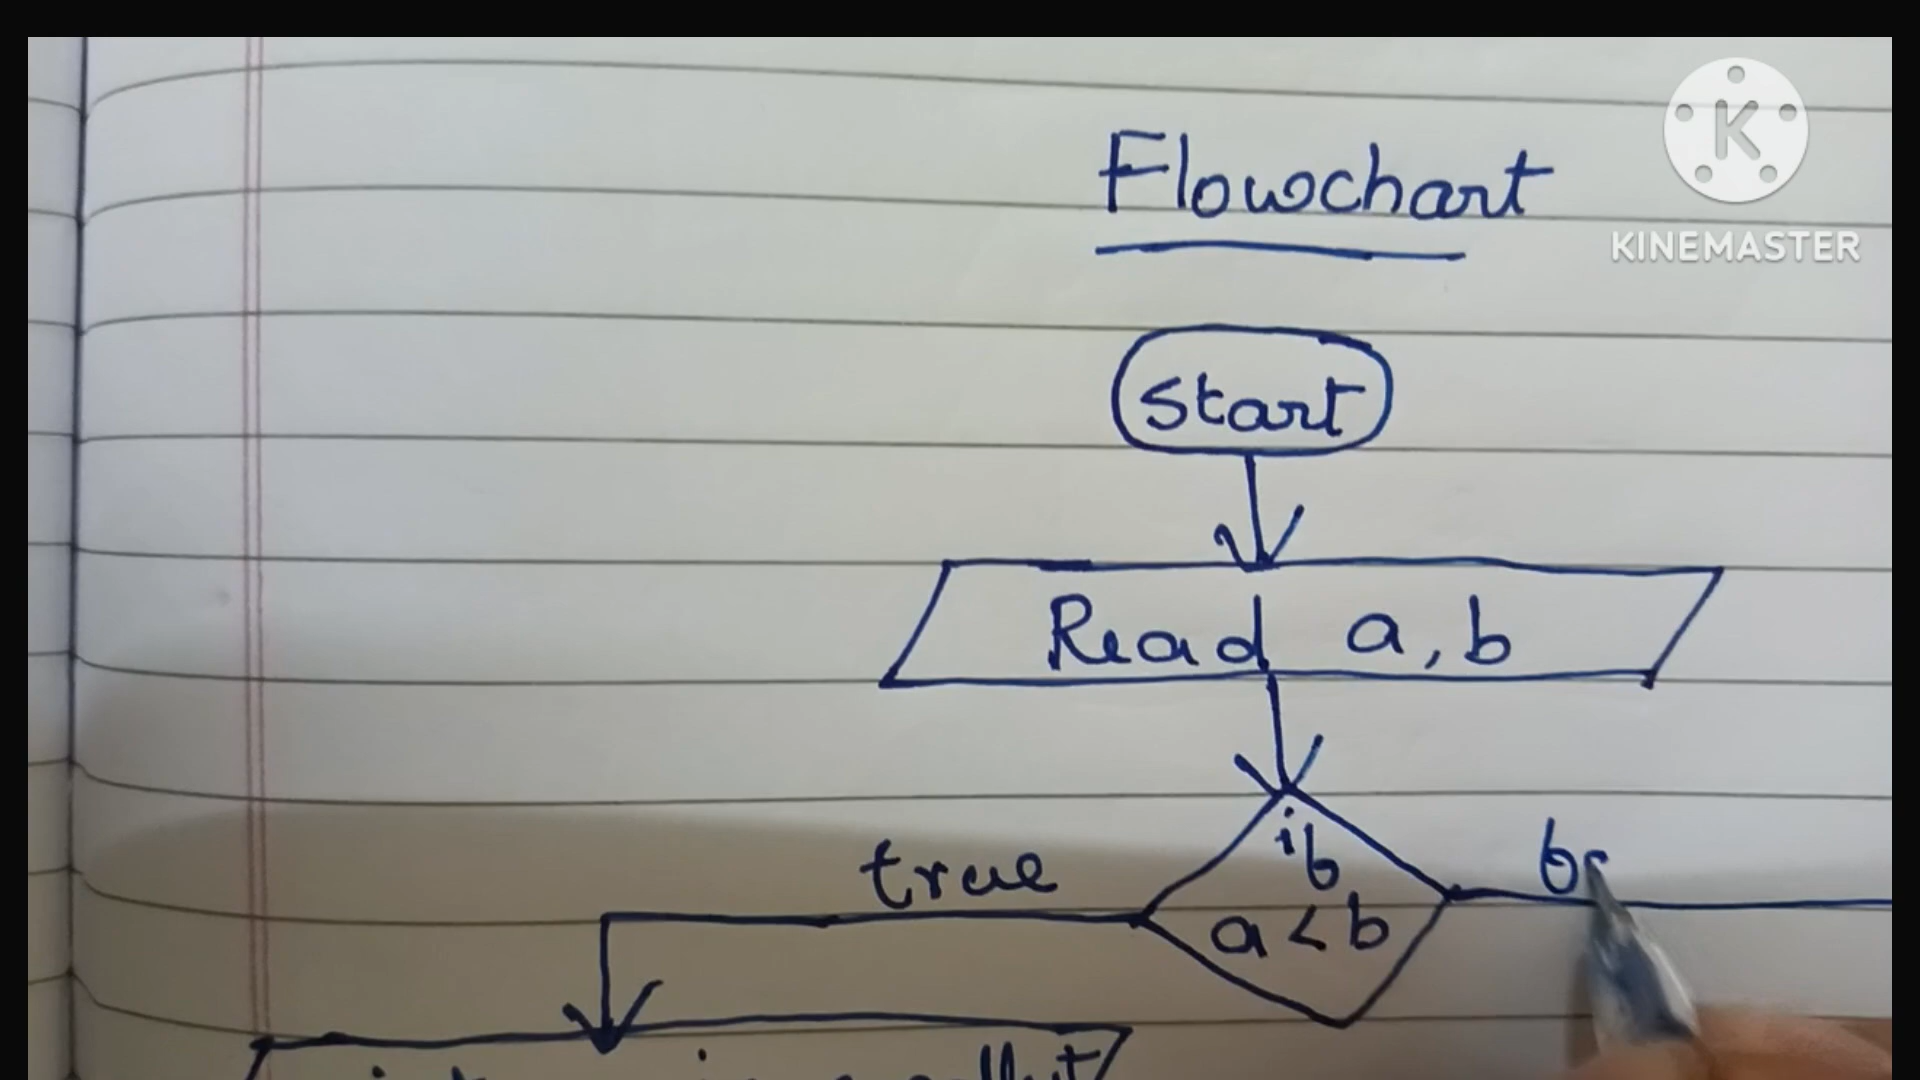 Flowchart
K
KINEMASTER
Start
Read a, b
if
a < b
true